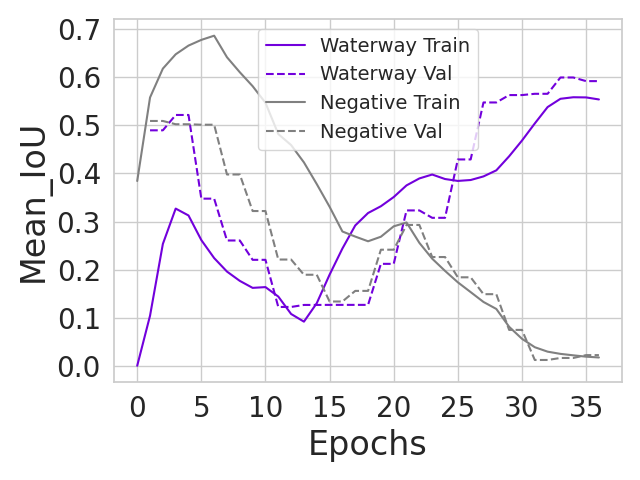 0.7
0.6
0.5
0.4
0.3
0.2
0.1
0.0
Mean_IoU
Waterway Train
Waterway Val
Negative Train
Negative Val
0 5 10 15 20 25 30 35
Epochs